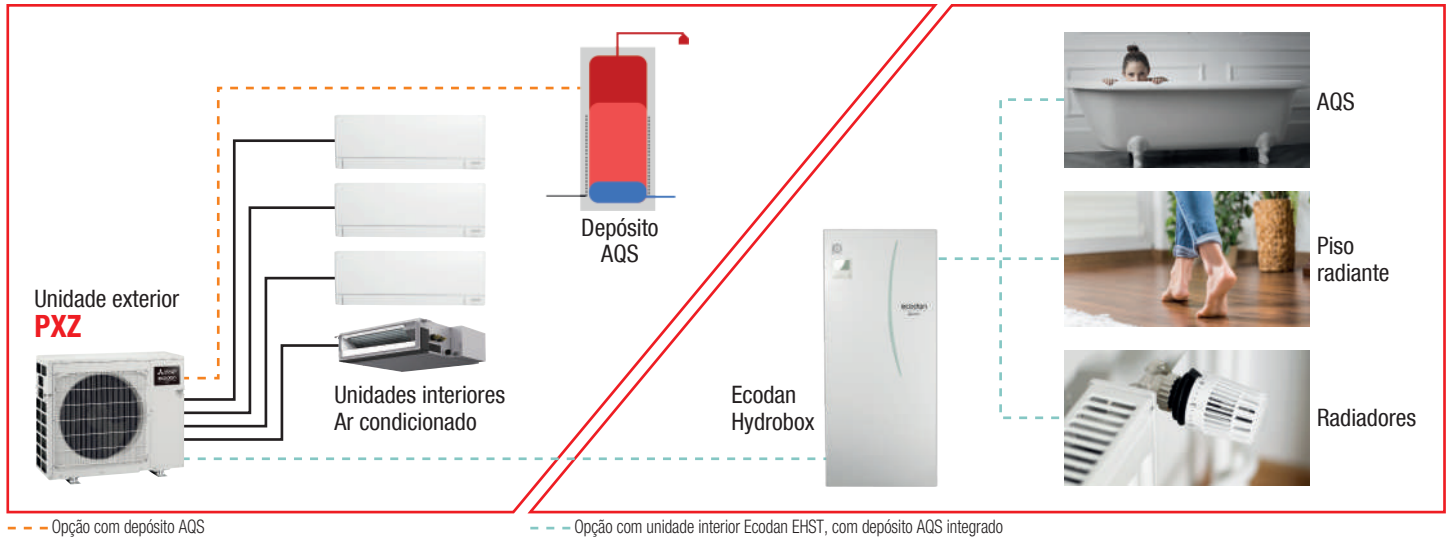 Depósito
AQS
Unidade exterior
PXZ
Unidades interiores
Ar condicionado
Ecodan
Hydrobox
ecodan
AQS
Piso
radiante
Radiadores
Opção com depósito AQS
Opção com unidade interior Ecodan EHST, com depósito AQS integrado